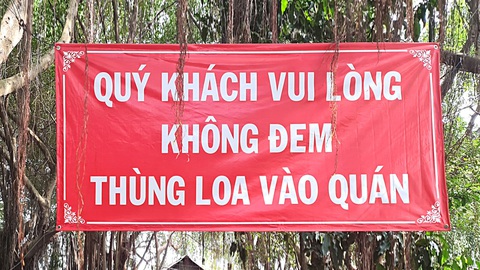 QUÝ KHÁCH VUI LÒNG
KHÔNG ĐEM
THÙNG LOA VÀO QUÁN